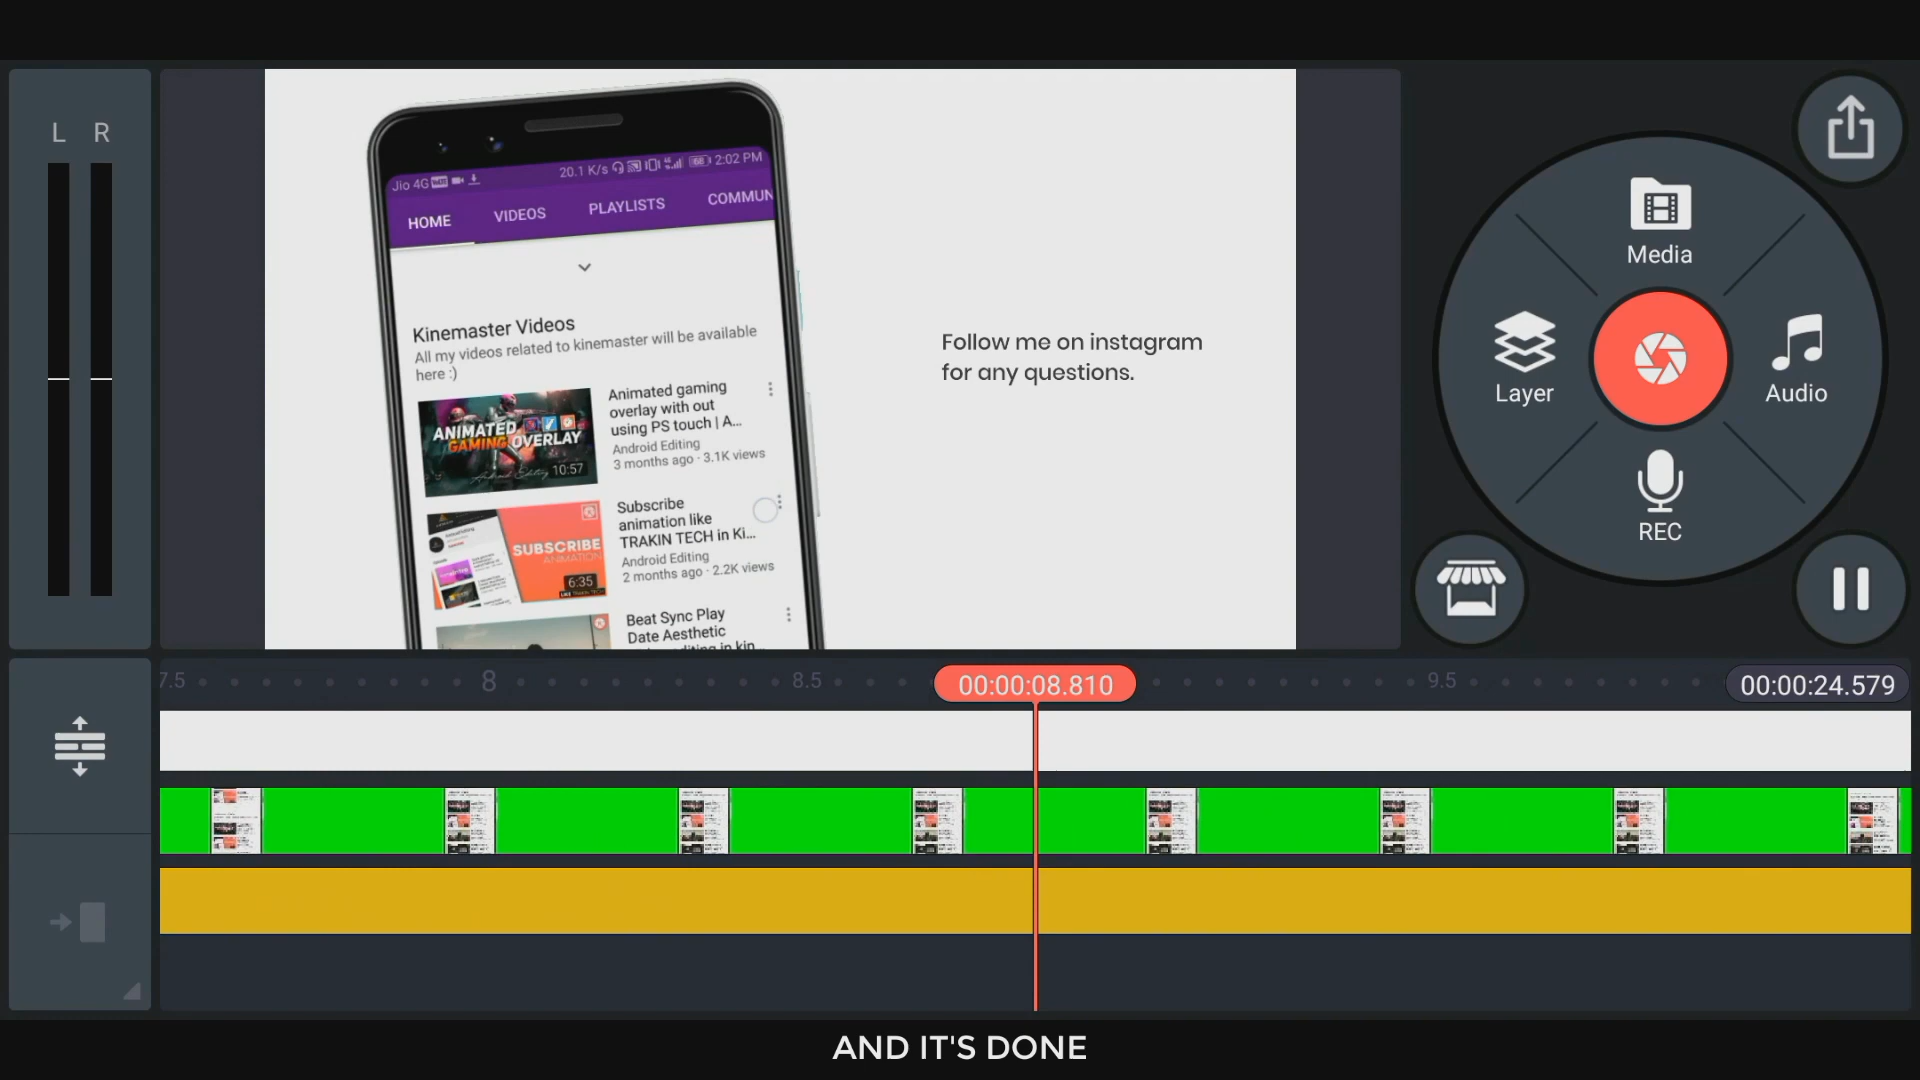 L R
Jio 4G
20.1 K/s
2:02 PM
HOME VIDEOS PLAYLISTS COMMUN
Kinemaster Videos
All my videos related to kinemaster will be available
here :)
ANIMATED
GAMING OVERLAY
10:57
Animated gaming
overlay with out
using PS touch | A...
Android Editing
3 months ago · 3.1K views
SUBSCRIBE
ANIMATION
6:35
Subscribe
animation like
TRAKIN TECH in Ki...
Android Editing
2 months ago · 2.2K views
Beat Sync Play
Date Aesthetic
Follow me on instagram
for any questions.
Media
Layer
Audio
REC
7.5 8 8.5 00:00:08.810 9.5 00:00:24.579
AND IT'S DONE